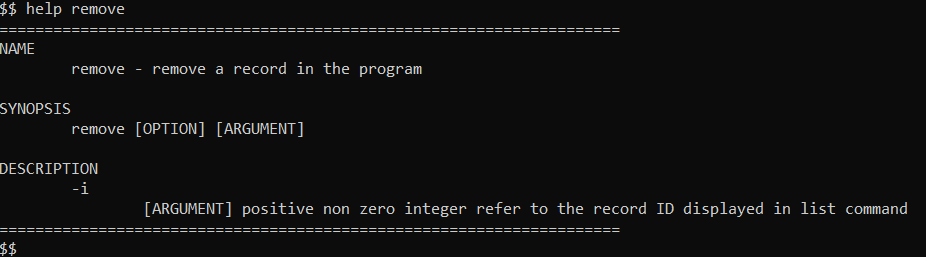 $$ help remove
=====================================================================
NAME
remove - remove a record in the program
SYNOPSIS
remove [OPTION] [ARGUMENT]
DESCRIPTION
-i
[ARGUMENT] positive non zero integer refer to the record ID displayed in list command
=====================================================================
$$